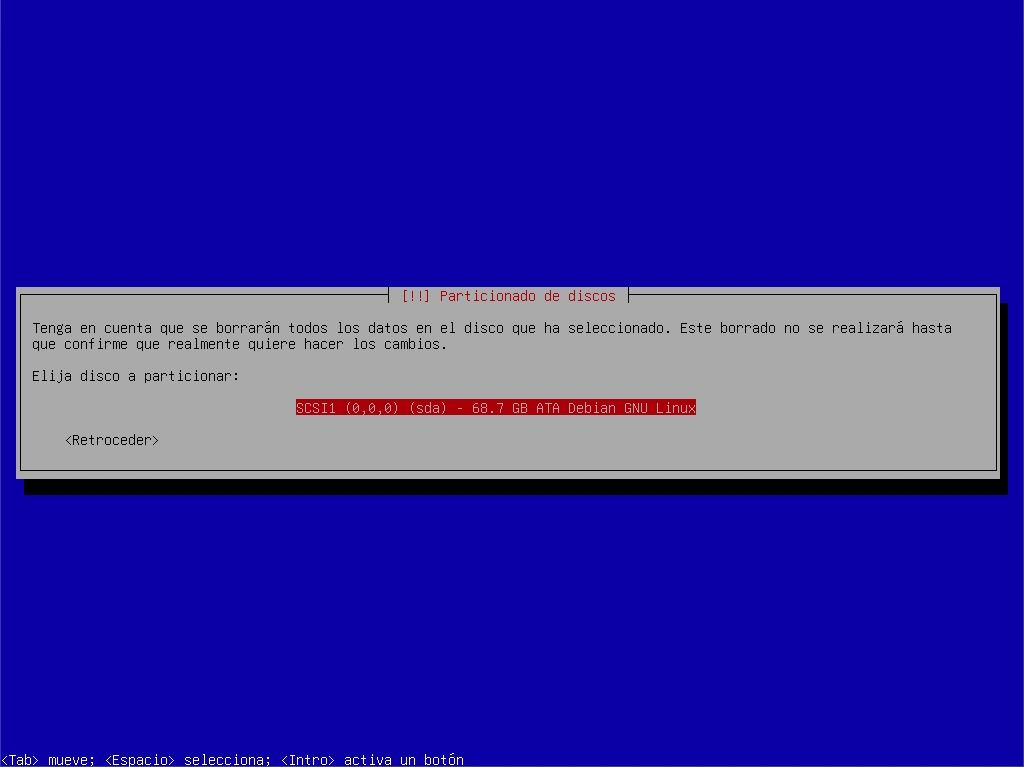 [!!] Particionado de discos
Tenga en cuenta que se borrarán todos los datos en el disco que ha seleccionado. Este borrado no se realizará hasta
que confirme que realmente quiere hacer los cambios.
Elija disco a particionar:
SCSI1 (0,0,0) (sda) - 68.7 GB ATA Debian GNU Linux
<Retroceder>
<Tab> mueve; <Espacio> selecciona; <Intro> activa un botón